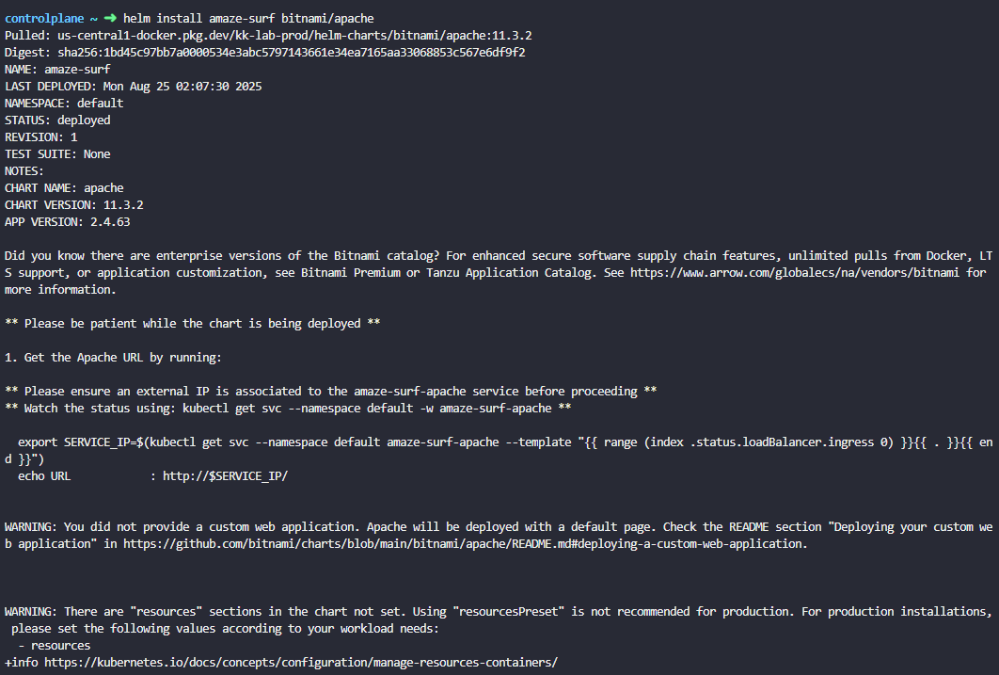 controlplane ~ ➜ helm install amaze-surf bitnami/apache
Pulled: us-central1-docker.pkg.dev/kk-lab-prod/helm-charts/bitnami/apache:11.3.2
Digest: sha256:1bd45c97bb7a0000534e3abc5797143661e34ea7165aa33068853c567e6df9f2
NAME: amaze-surf
LAST DEPLOYED: Mon Aug 25 02:07:30 2025
NAMESPACE: default
STATUS: deployed
REVISION: 1
TEST SUITE: None
NOTES:
CHART NAME: apache
CHART VERSION: 11.3.2
APP VERSION: 2.4.63
Did you know there are enterprise versions of the Bitnami catalog? For enhanced secure software supply chain features, unlimited pulls from Docker, LT
S support, or application customization, see Bitnami Premium or Tanzu Application Catalog. See https://www.arrow.com/globalecs/na/vendors/bitnami for
more information.
** Please be patient while the chart is being deployed **
1. Get the Apache URL by running:
** Please ensure an external IP is associated to the amaze-surf-apache service before proceeding **
** Watch the status using: kubectl get svc --namespace default -w amaze-surf-apache **
  export SERVICE_IP=$(kubectl get svc --namespace default amaze-surf-apache --template "{{ range (index .status.loadBalancer.ingress 0) }}{{ . }}{{ en
d }}")
  echo URL            : http://$SERVICE_IP/
WARNING: You did not provide a custom web application. Apache will be deployed with a default page. Check the README section "Deploying your custom we
b application" in https://github.com/bitnami/charts/blob/main/bitnami/apache/README.md#deploying-a-custom-web-application.
WARNING: There are "resources" sections in the chart not set. Using "resourcesPreset" is not recommended for production. For production installations,
 please set the following values according to your workload needs:
  - resources
+info https://kubernetes.io/docs/concepts/configuration/manage-resources-containers/